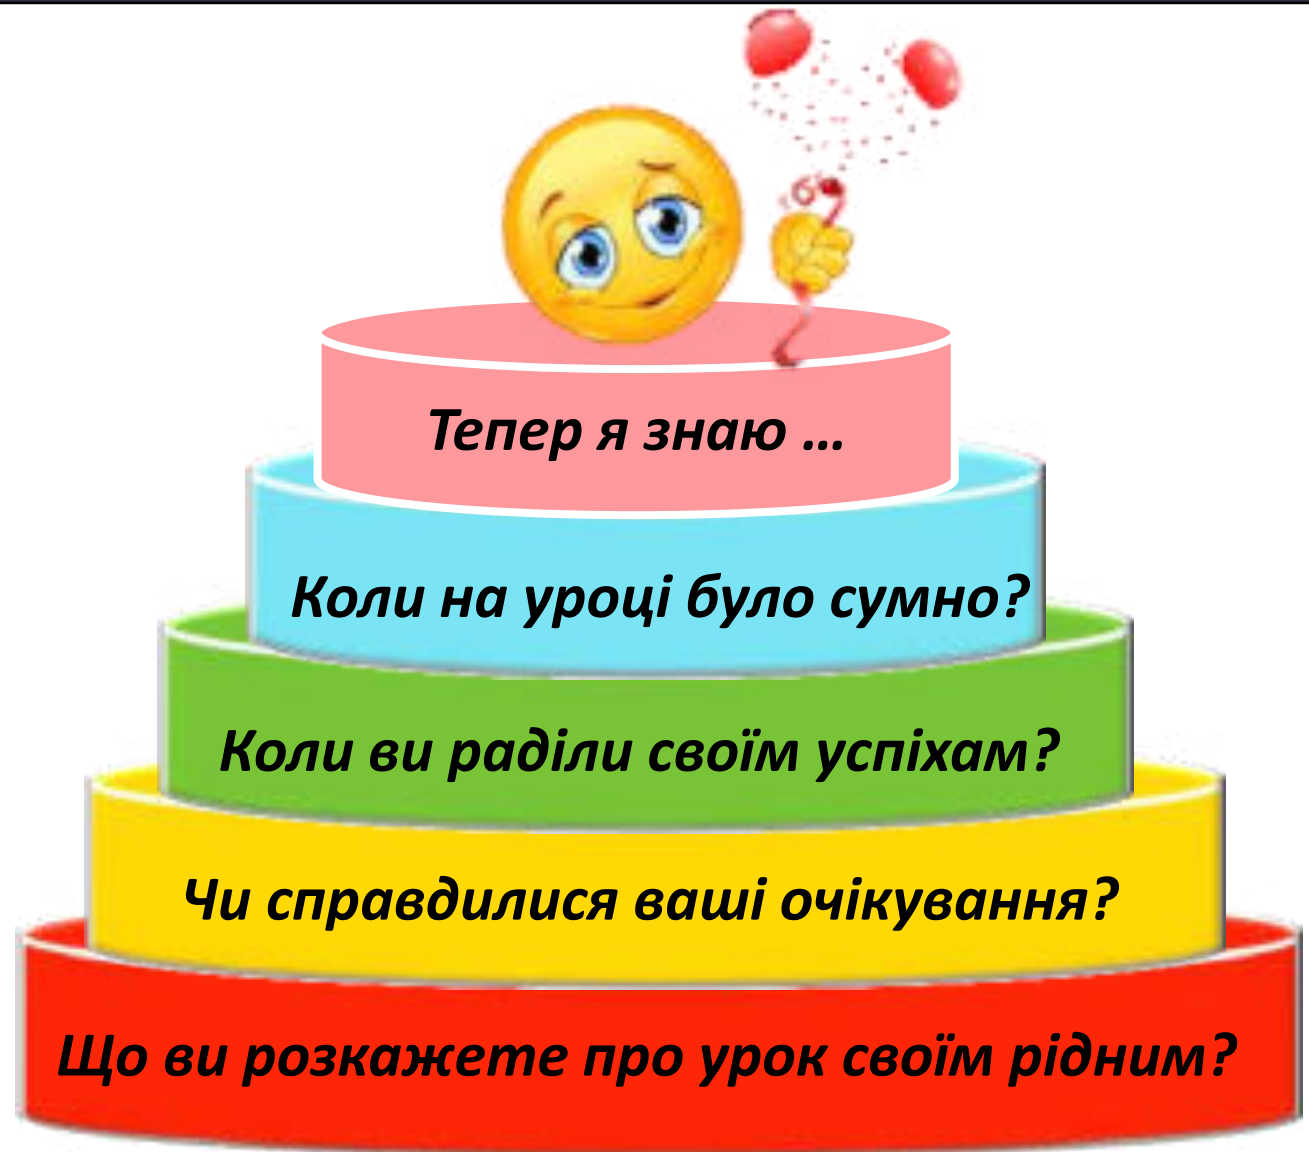 Тепер я знаю ...
Коли на уроці було сумно?
Коли ви раділи своїм успіхам?
Чи справдилися ваші очікування?
Що ви розкажете про урок своїм рідним?